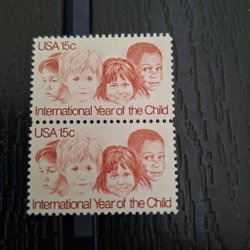 USA 15c
International Year of the Child
USA 15c
International Year of the Child